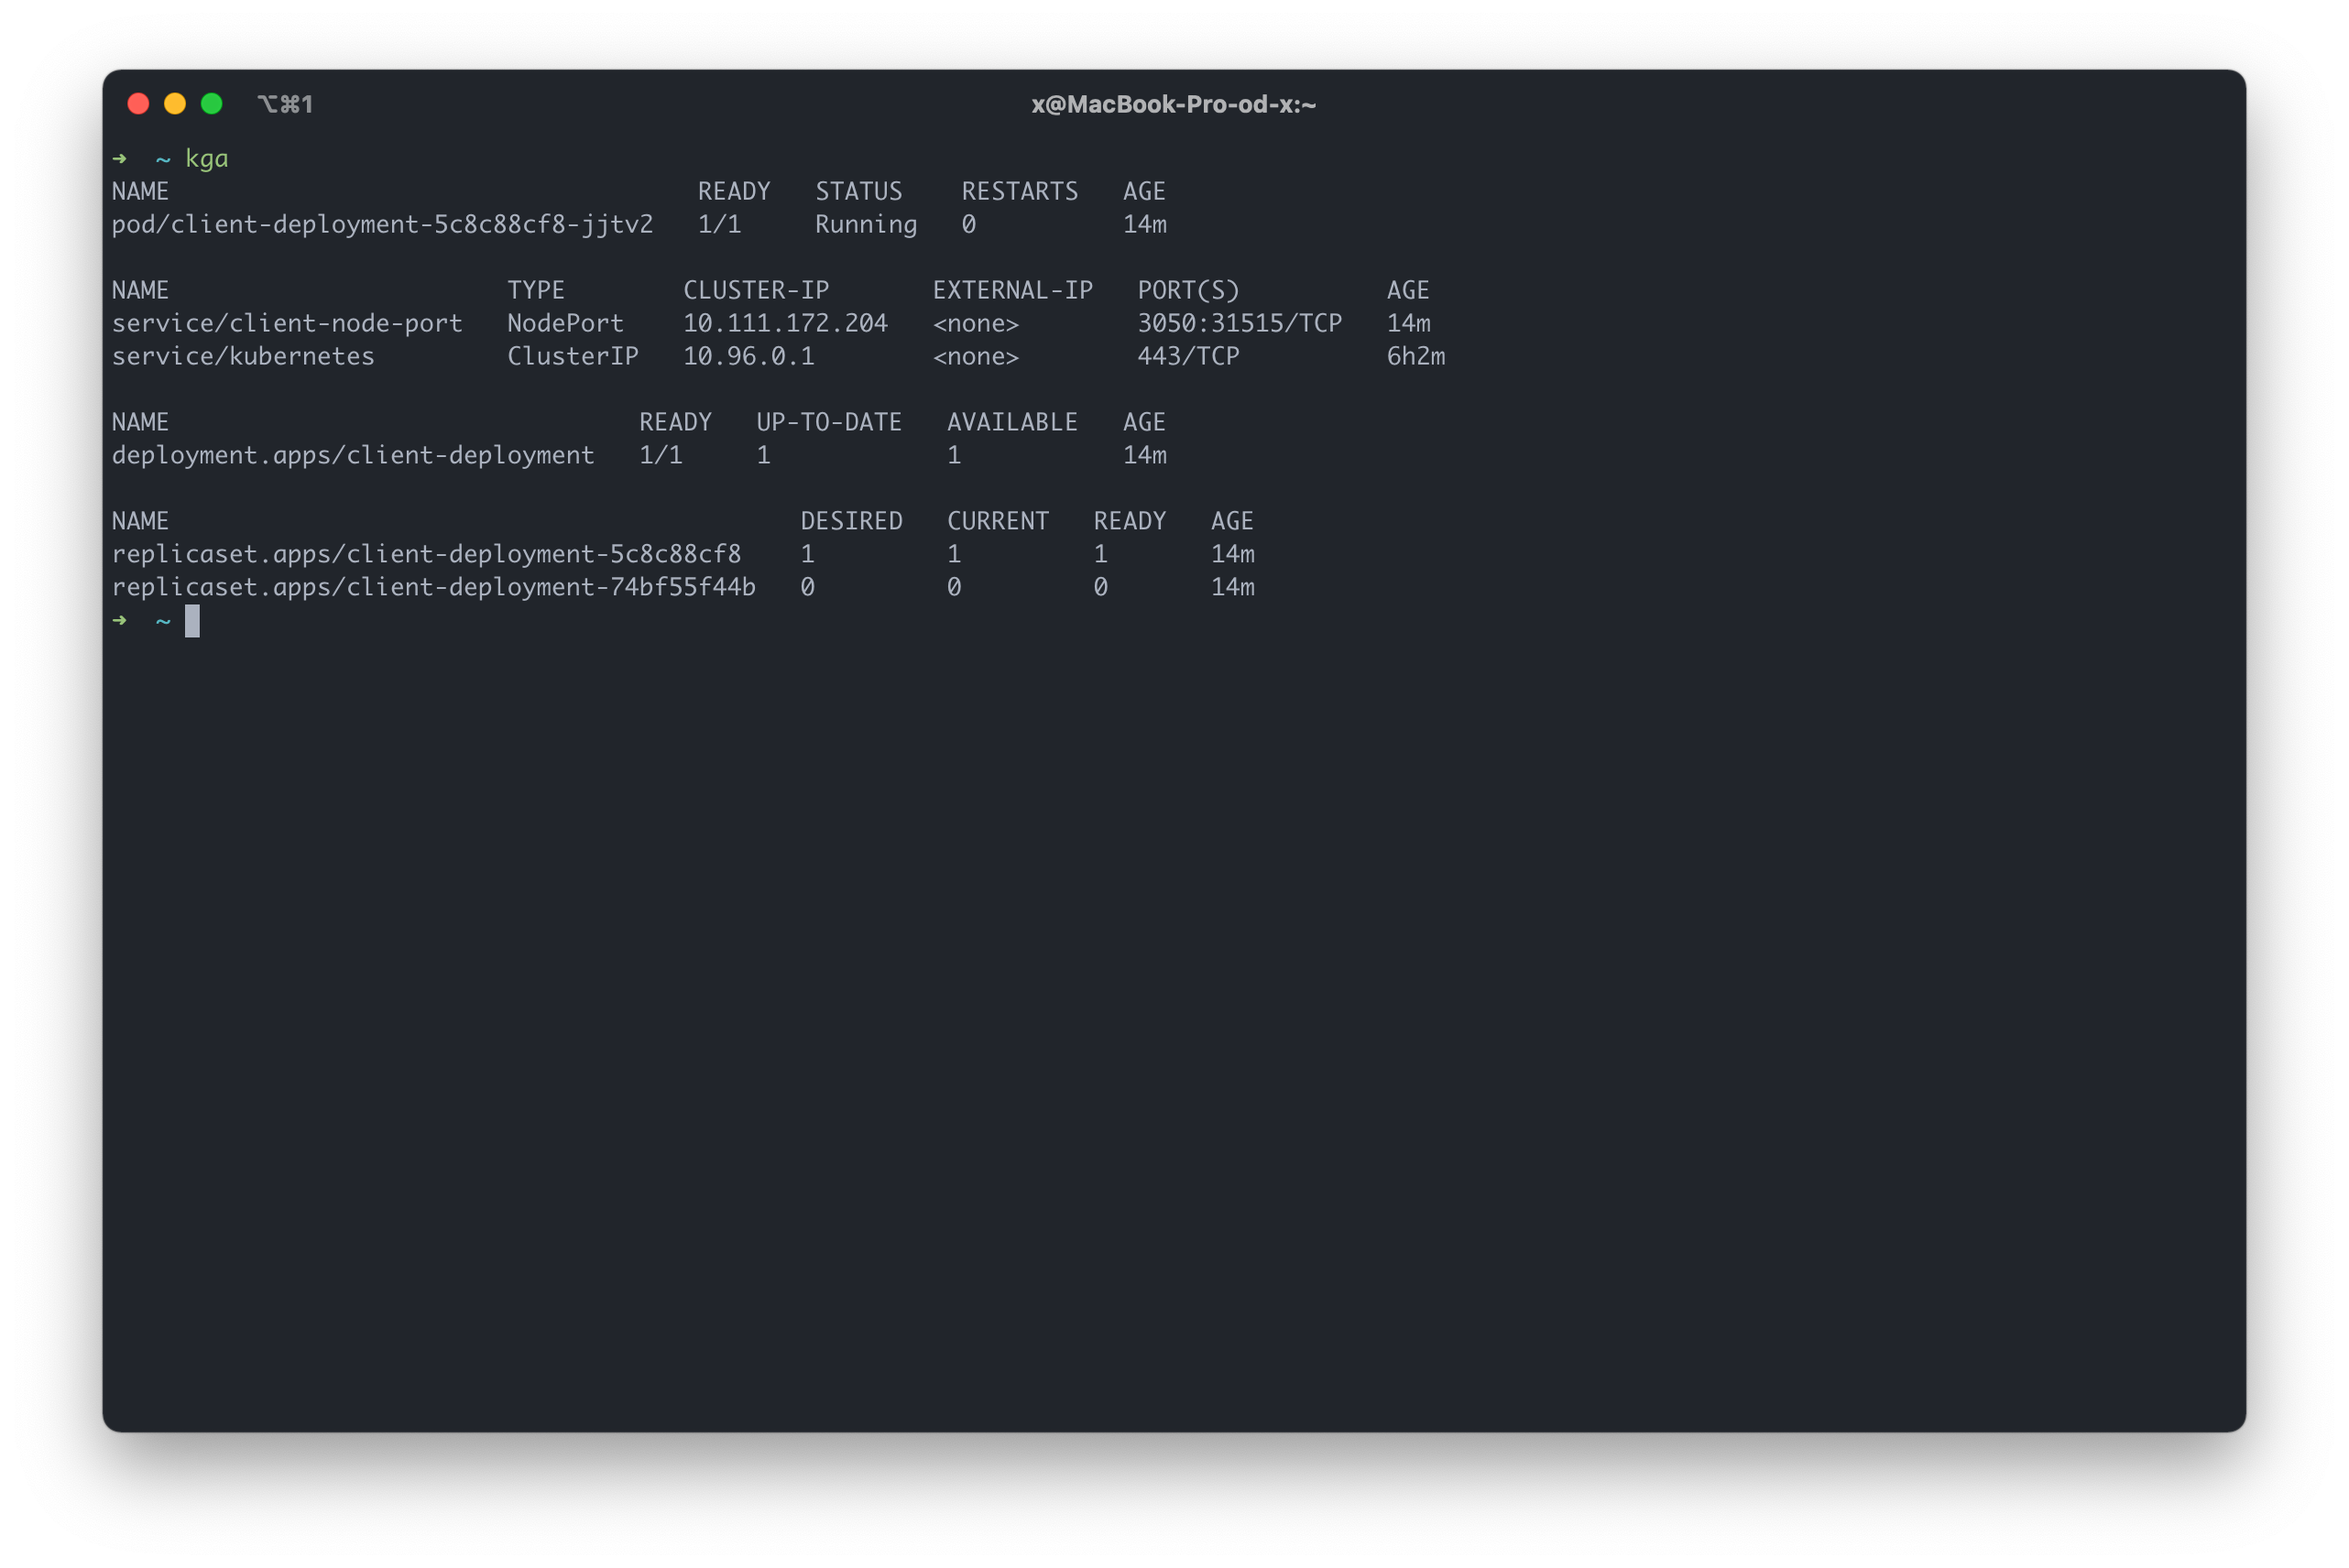 ⌥⌘1 x@MacBook-Pro-od-x:~
➜  ~ kga
NAME                                    READY   STATUS    RESTARTS   AGE
pod/client-deployment-5c8c88cf8-jjtv2   1/1     Running   0          14m

NAME                       TYPE        CLUSTER-IP       EXTERNAL-IP   PORT(S)          AGE
service/client-node-port   NodePort    10.111.172.204   <none>        3050:31515/TCP   14m
service/kubernetes         ClusterIP   10.96.0.1        <none>        443/TCP          6h2m

NAME                                READY   UP-TO-DATE   AVAILABLE   AGE
deployment.apps/client-deployment   1/1     1            1           14m

NAME                                           DESIRED   CURRENT   READY   AGE
replicaset.apps/client-deployment-5c8c88cf8    1         1         1       14m
replicaset.apps/client-deployment-74bf55f44b   0         0         0       14m
➜  ~